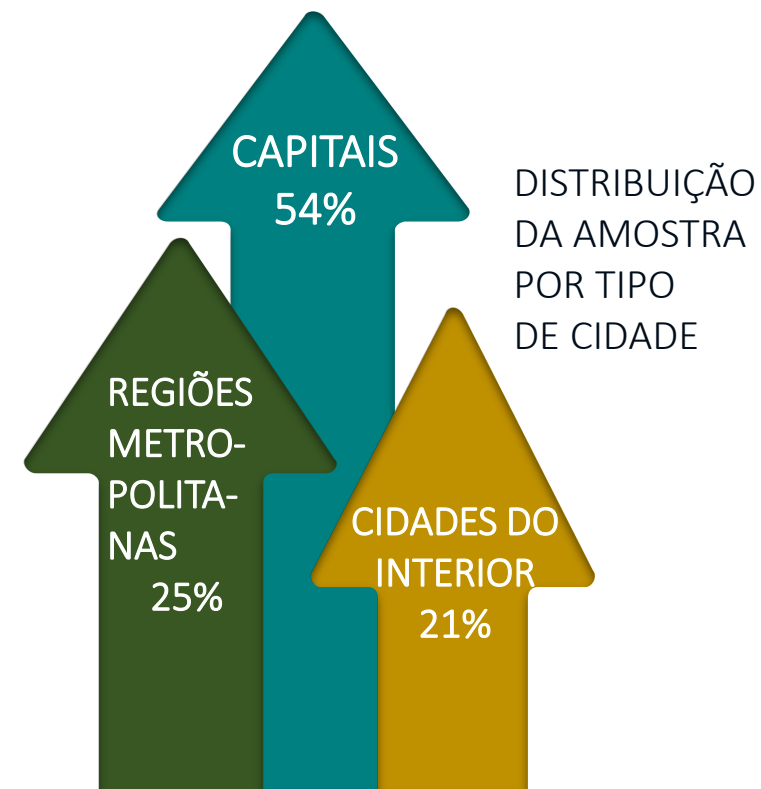 CAPITAIS
54%
DISTRIBUIÇÃO
DA AMOSTRA
POR TIPO
DE CIDADE
REGIÕES
METRO-
POLITA-
NAS
25%
CIDADES DO
INTERIOR
21%